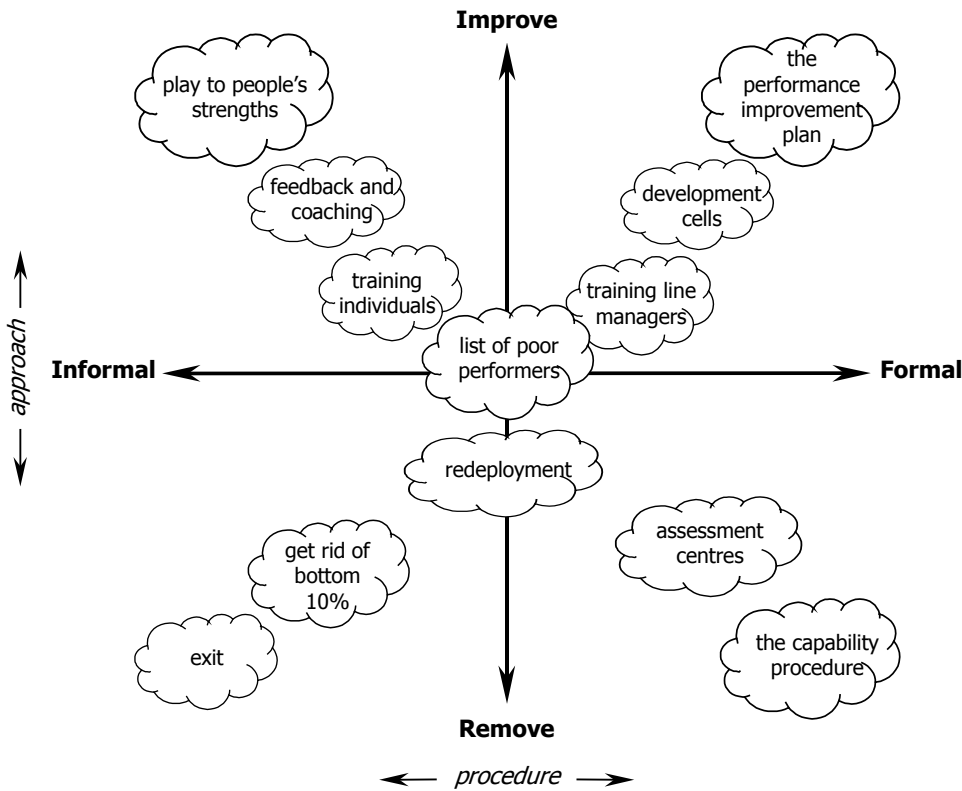 Improve
play to people's
strengths
the
performance
improvement
plan
feedback and
coaching
development
cells
training
individuals
training line
managers
list of poor
performers
Informal
Formal
approach
redeployment
get rid of
bottom
10%
assessment
centres
exit
the capability
procedure
Remove
procedure